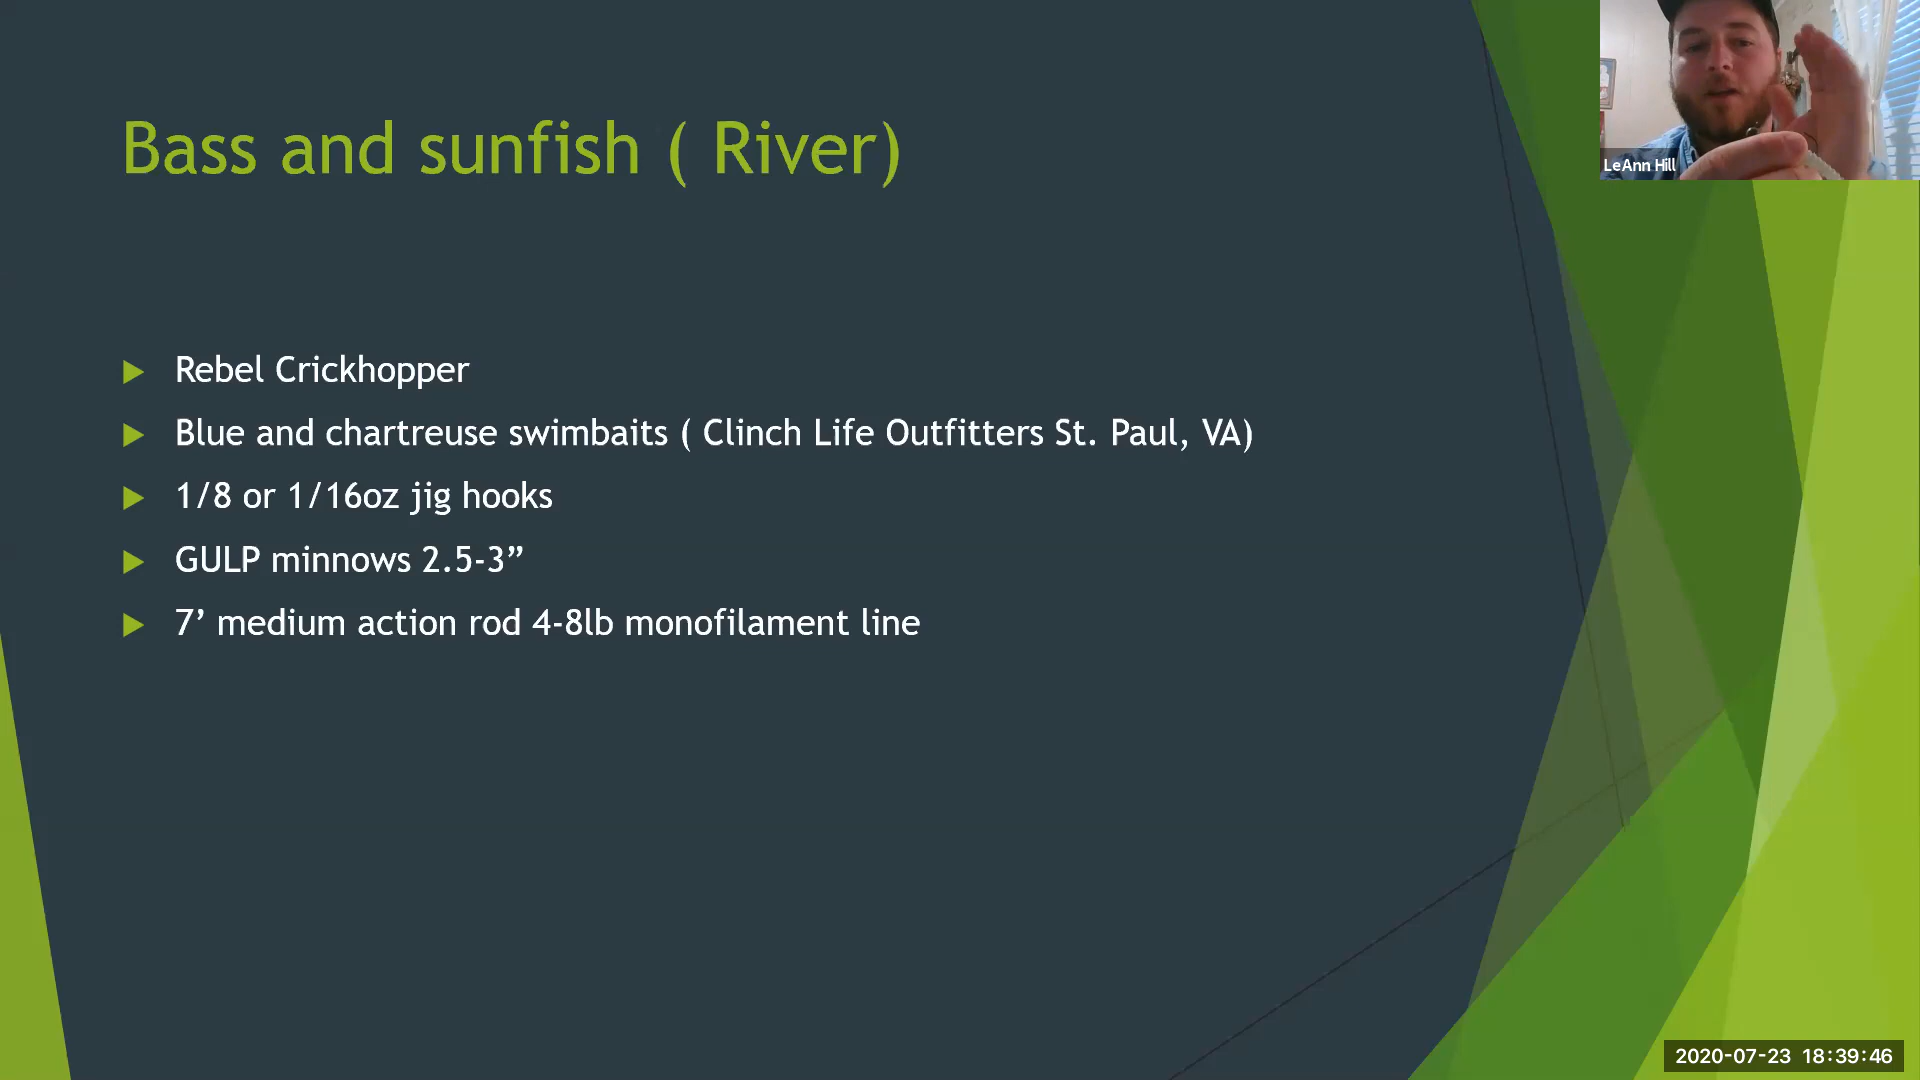 Bass and sunfish ( River)
Rebel Crickhopper
Blue and chartreuse swimbaits ( Clinch Life Outfitters St. Paul, VA)
1/8 or 1/16oz jig hooks
GULP minnows 2.5-3”
7’ medium action rod 4-8lb monofilament line
LeAnn Hill
2020-07-23 18:39:46